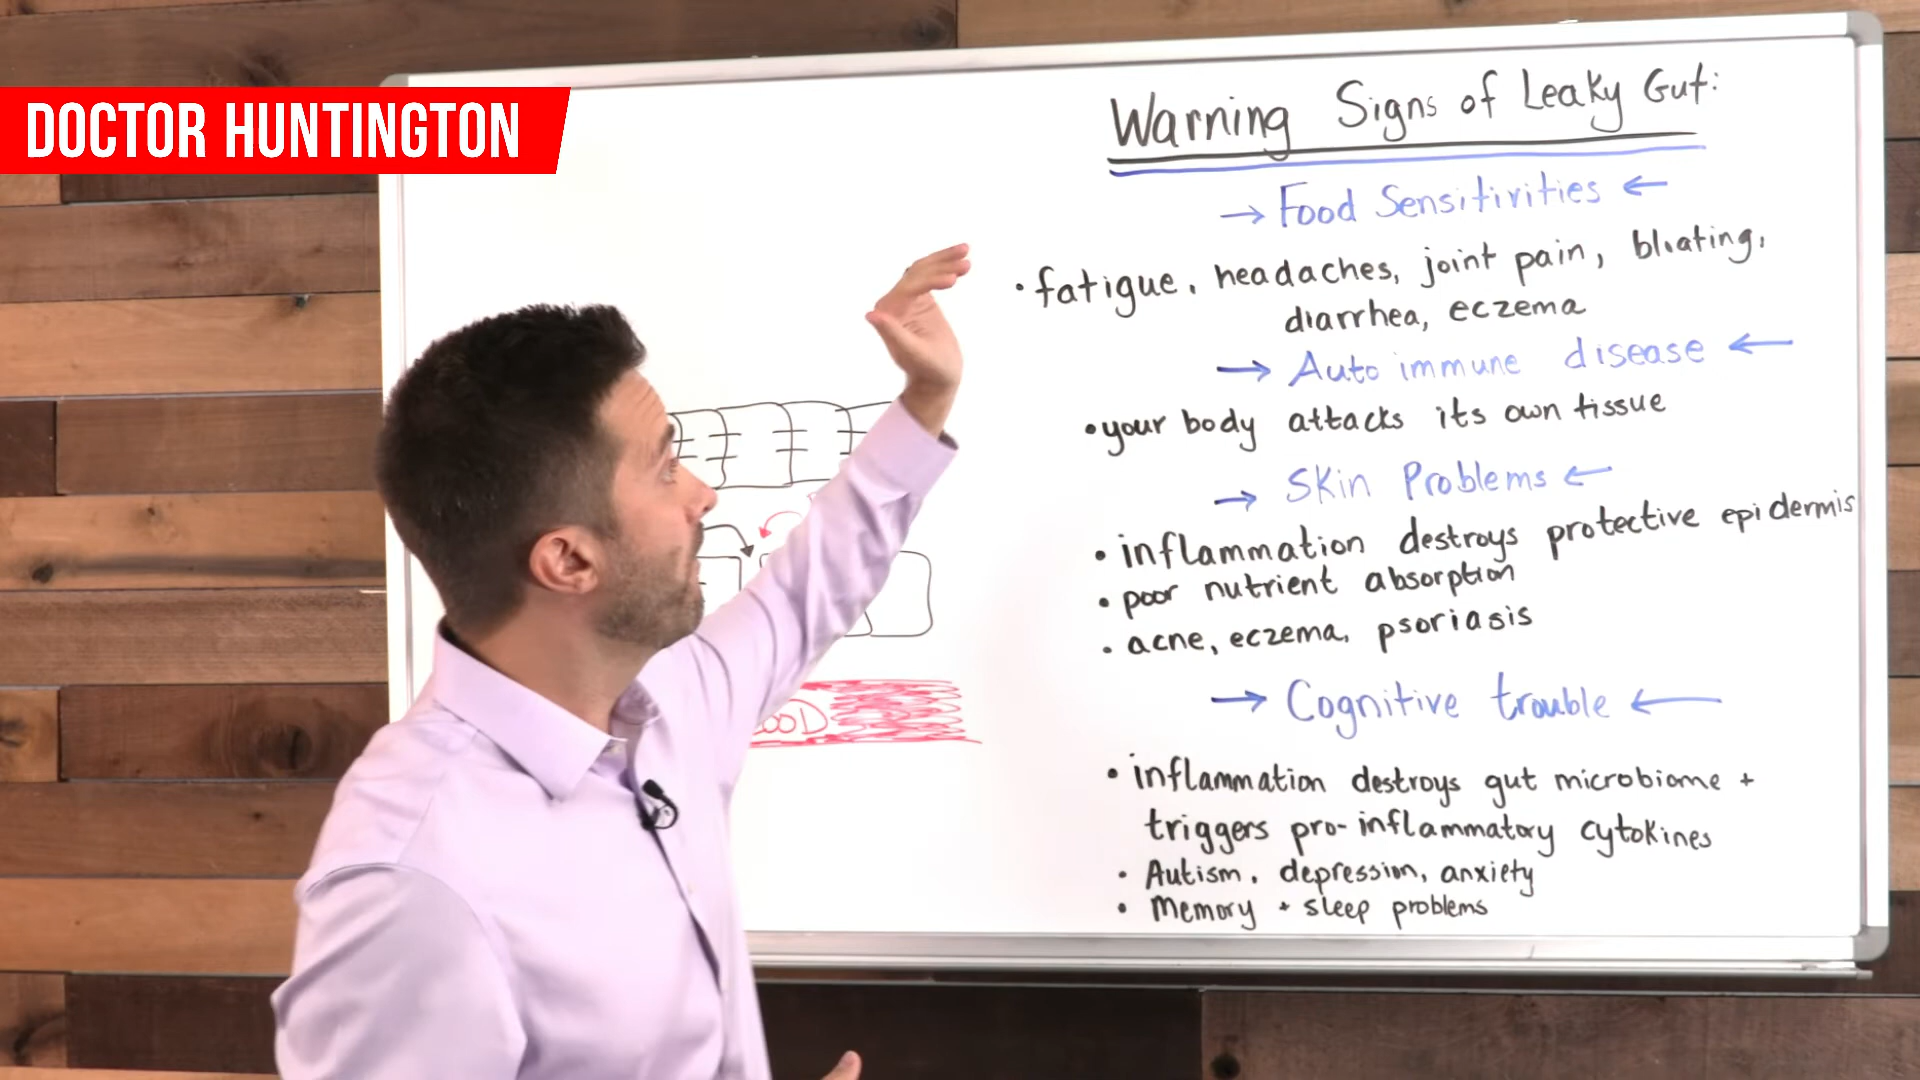 DOCTOR HUNTINGTON
Warning Signs of Leaky Gut:
→ Food Sensitivities ←
• fatigue, headaches, joint pain, bloating,
diarrhea, eczema
→ Auto immune disease ←
• your body attacks its own tissue
→ Skin Problems ←
• inflammation destroys protective epidermis
• poor nutrient absorption
• acne, eczema, psoriasis
→ Cognitive trouble ←
• inflammation destroys gut microbiome +
triggers pro-inflammatory cytokines
• Autism, depression, anxiety
• Memory + sleep problems